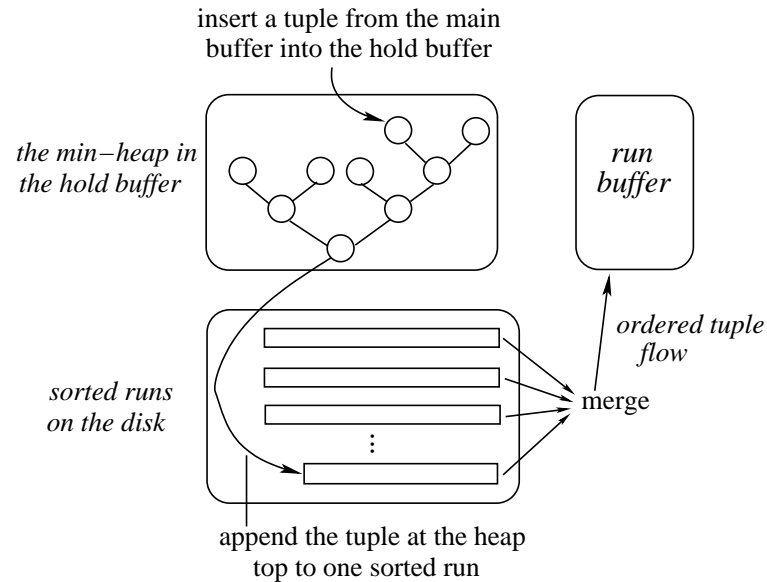 insert a tuple from the main
buffer into the hold buffer
the min−heap in
the hold buffer
run
buffer
ordered tuple
flow
sorted runs
on the disk
merge
append the tuple at the heap
top to one sorted run